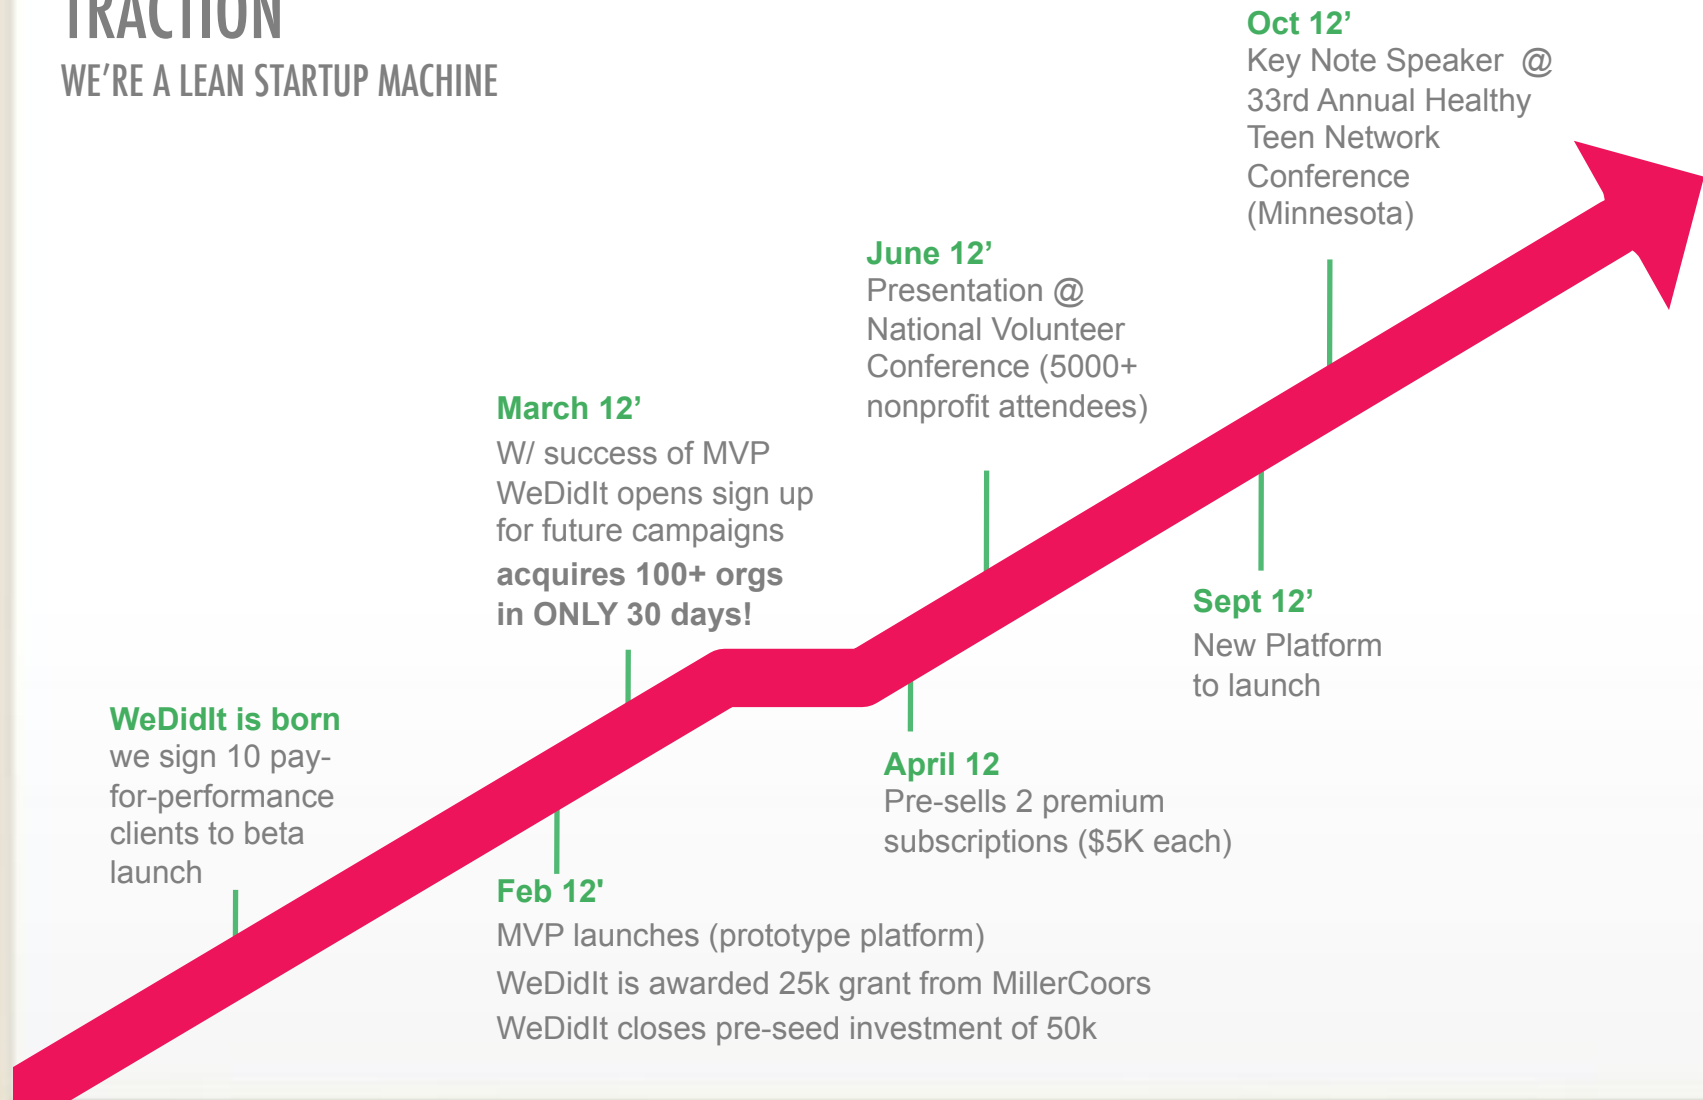 TRACTION
WE’RE A LEAN STARTUP MACHINE
WeDidIt is born
we sign 10 pay-
for-performance
clients to beta
launch
Feb 12'
MVP launches (prototype platform)
WeDidIt is awarded 25k grant from MillerCoors
WeDidIt closes pre-seed investment of 50k
March 12’
W/ success of MVP
WeDidIt opens sign up
for future campaigns
acquires 100+ orgs
in ONLY 30 days!
April 12
Pre-sells 2 premium
subscriptions ($5K each)
June 12’
Presentation @
National Volunteer
Conference (5000+
nonprofit attendees)
Sept 12’
New Platform
to launch
Oct 12’
Key Note Speaker @
33rd Annual Healthy
Teen Network
Conference
(Minnesota)